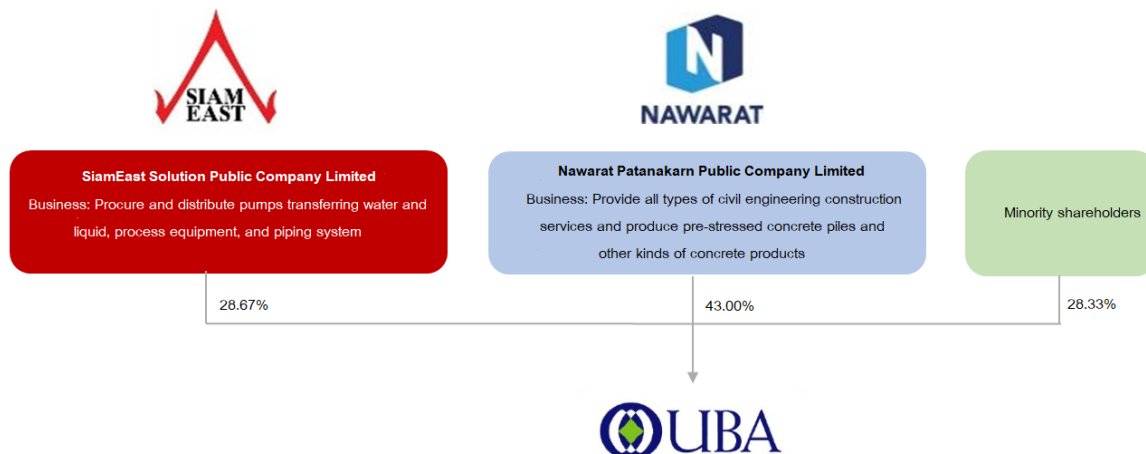 SIAM
EAST
NAWARAT
SiamEast Solution Public Company Limited
Business: Procure and distribute pumps transferring water and
liquid, process equipment, and piping system
Nawarat Patanakarn Public Company Limited
Business: Provide all types of civil engineering construction
services and produce pre-stressed concrete piles and
other kinds of concrete products
Minority shareholders
28.67%
43.00%
28.33%
UBA